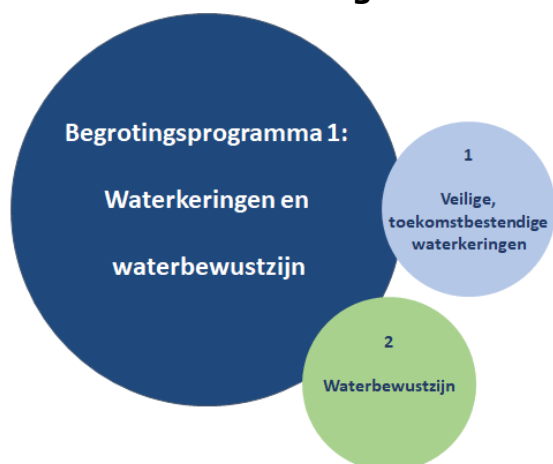 Begrotingsprogramma 1:
Waterkeringen en
waterbewustzijn
1
Veilige,
toekomstbestendige
waterkeringen
2
Waterbewustzijn